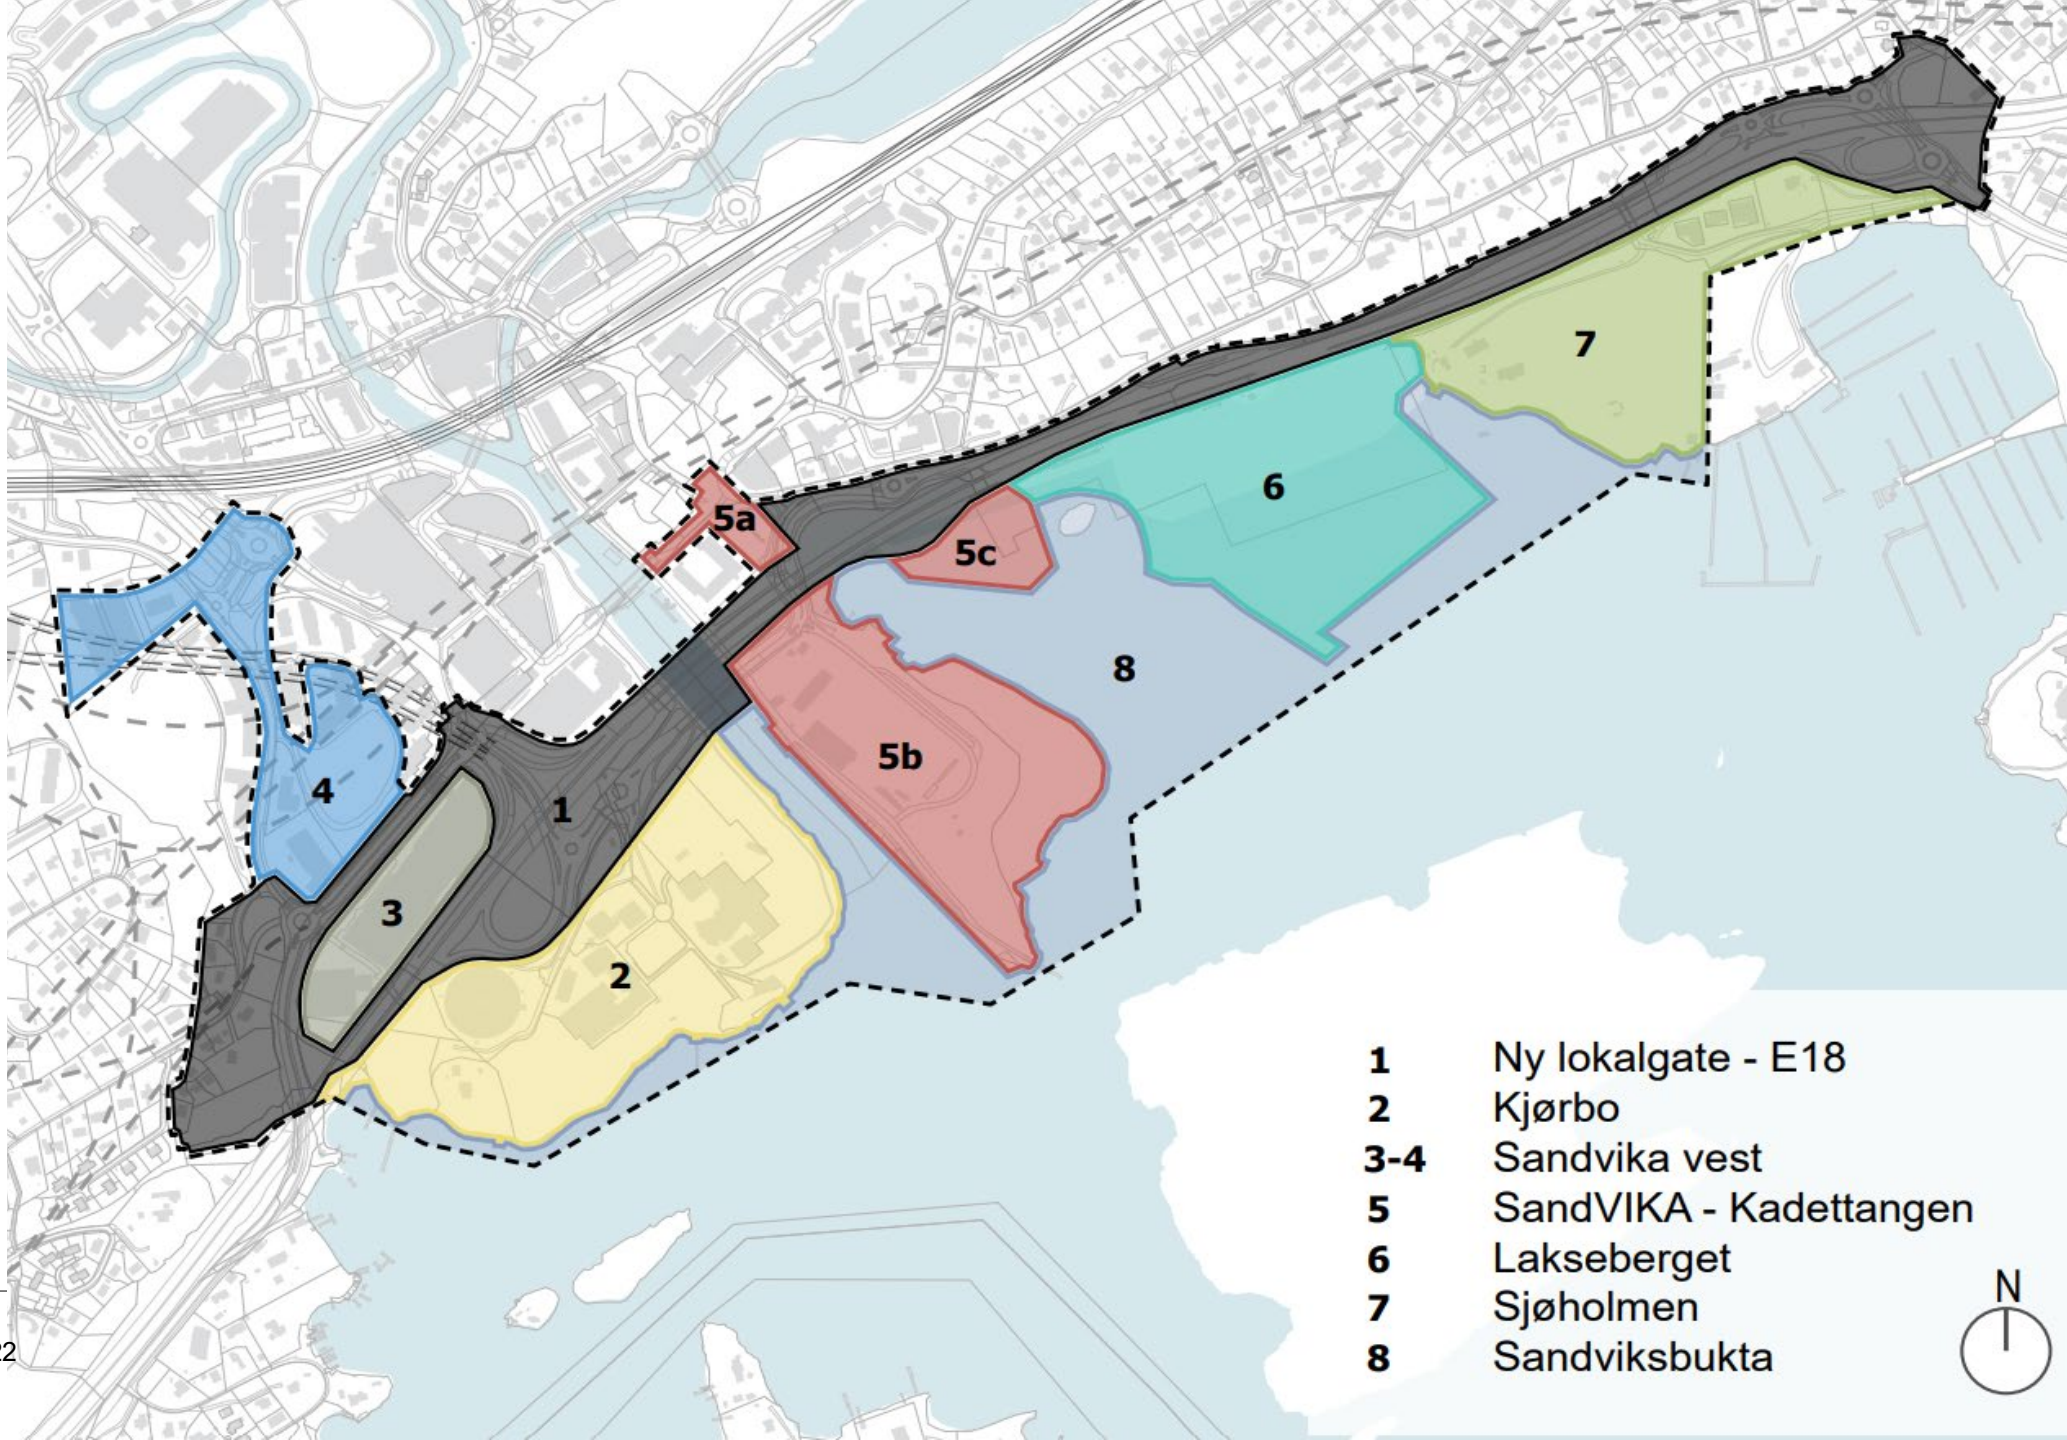 7
6
5a
5c
8
5b
4
1
3
2
1 Ny lokalgate - E18
2 Kjørbo
3-4 Sandvika vest
5 SandVIKA - Kadettangen
6 Lakseberget
7 Sjøholmen
8 Sandviksbukta
N